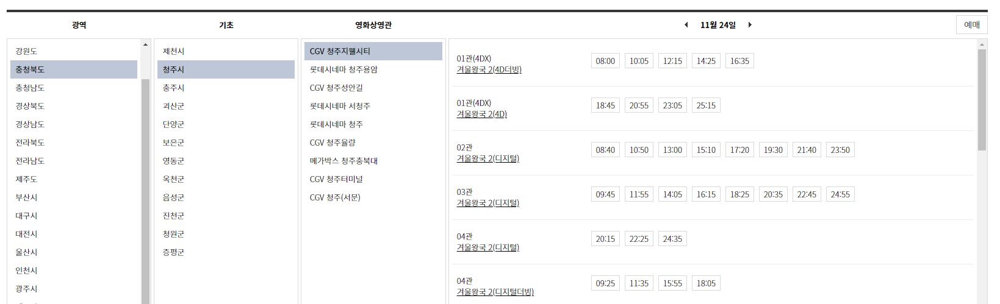 광역
기초
영화상영관
11월 24일
예매
강원도
충청북도
충청남도
경상북도
경상남도
전라북도
전라남도
제주도
부산시
대구시
대전시
울산시
인천시
광주시
제천시
청주시
충주시
괴산군
단양군
보은군
영동군
옥천군
음성군
진천군
청원군
증평군
CGV 청주지웰시티
롯데시네마 청주용암
CGV 청주성안길
롯데시네마 서청주
롯데시네마 청주
CGV 청주율량
메가박스 청주충북대
CGV 청주터미널
CGV 청주(서문)
01관(4DX)
겨울왕국 2(4D더빙)
08:00 10:05 12:15 14:25 16:35
01관(4DX)
겨울왕국 2(4D)
18:45 20:55 23:05 25:15
02관
겨울왕국 2(디지털)
08:40 10:50 13:00 15:10 17:20 19:30 21:40 23:50
03관
겨울왕국 2(디지털)
09:45 11:55 14:05 16:15 18:25 20:35 22:45 24:55
04관
겨울왕국 2(디지털)
20:15 22:25 24:35
04관
겨울왕국 2(디지털더빙)
09:25 11:35 15:55 18:05